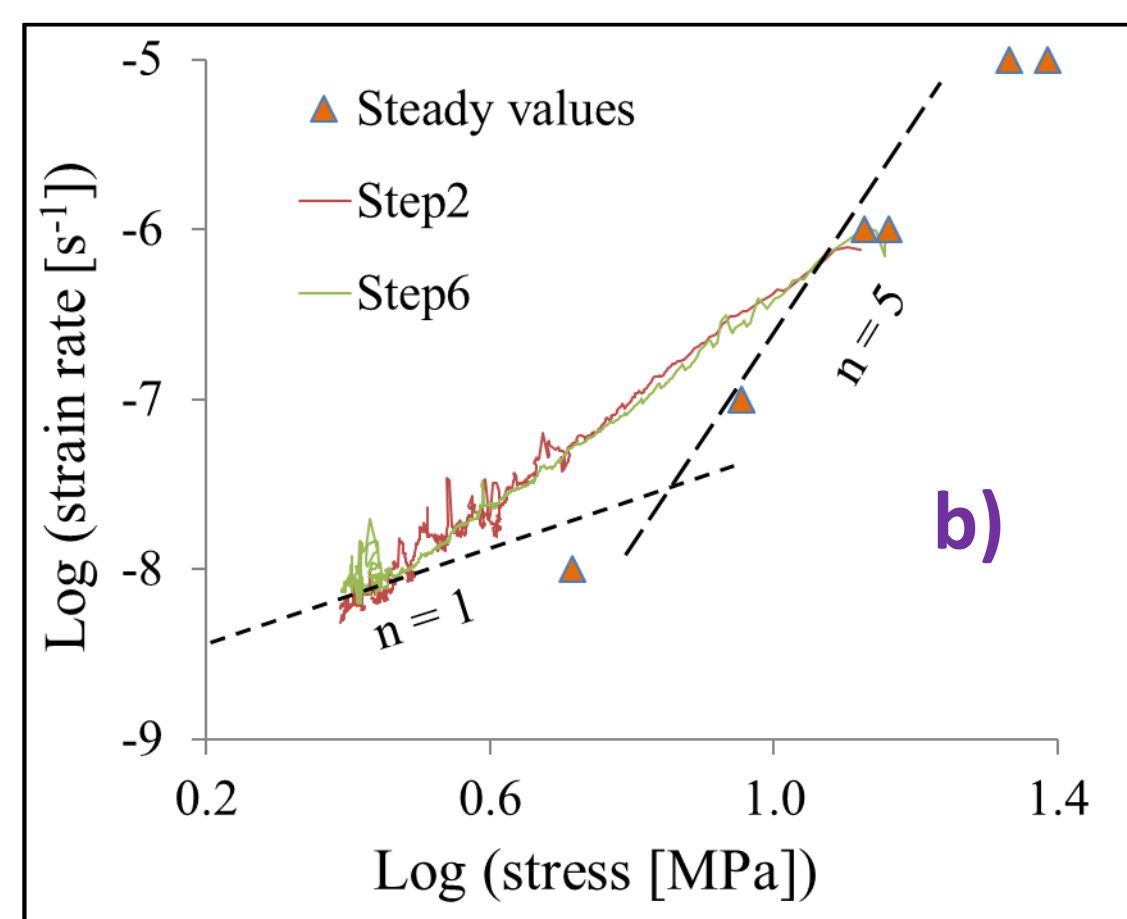 Log (strain rate [s-1])
-5
-6
-7
-8
-9
Steady values
Step2
Step6
n = 5
n = 1
b)
0.2
0.6
1.0
1.4
Log (stress [MPa])